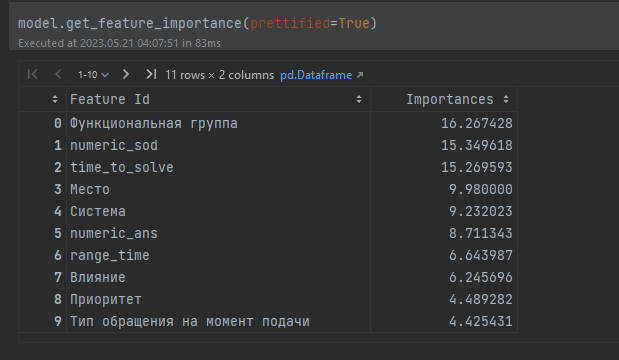 model.get_feature_importance(prettified=True)
Executed at 2023.05.21 04:07:51 in 83ms
1-10 11 rows × 2 columns pd.Dataframe
Feature Id Importances
0 Функциональная группа 16.267428
1 numeric_sod 15.349618
2 time_to_solve 15.269593
3 Место 9.980000
4 Система 9.232023
5 numeric_ans 8.711343
6 range_time 6.643987
7 Влияние 6.245696
8 Приоритет 4.489282
9 Тип обращения на момент подачи 4.425431